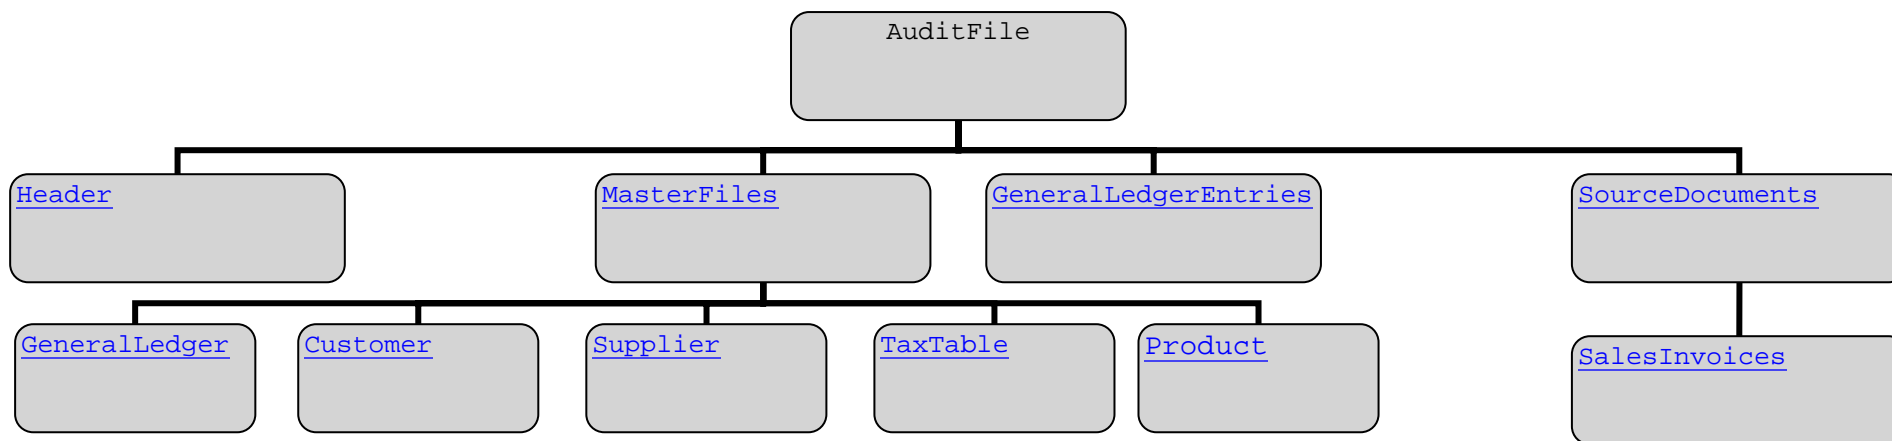 AuditFile
Header
MasterFiles
GeneralLedgerEntries
SourceDocuments
GeneralLedger
Customer
Supplier
TaxTable
Product
SalesInvoices